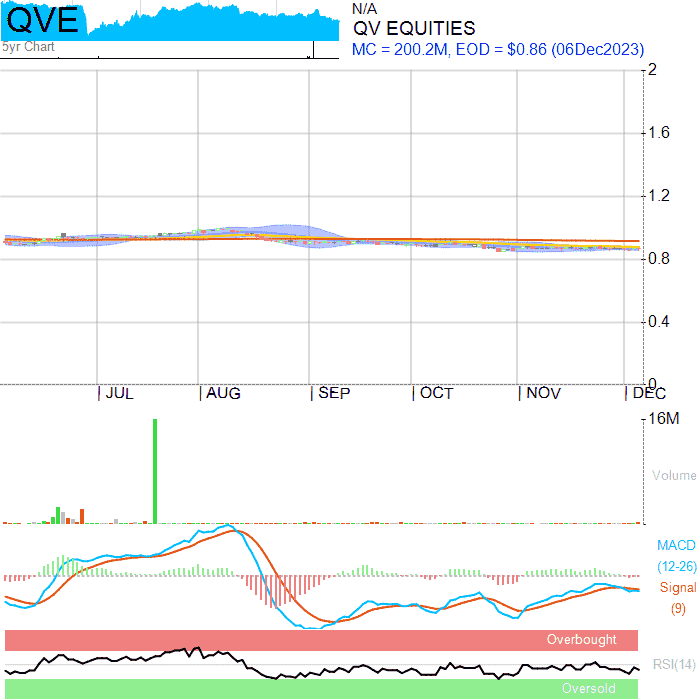 QVE
5yr Chart
N/A
QV EQUITIES
MC = 200.2M, EOD = $0.86 (06Dec2023)
2
1.6
1.2
0.8
0.4
0
JUL AUG SEP OCT NOV DEC
16M
Volume
MACD
(12-26)
Signal
(9)
Overbought
RSI(14)
Oversold